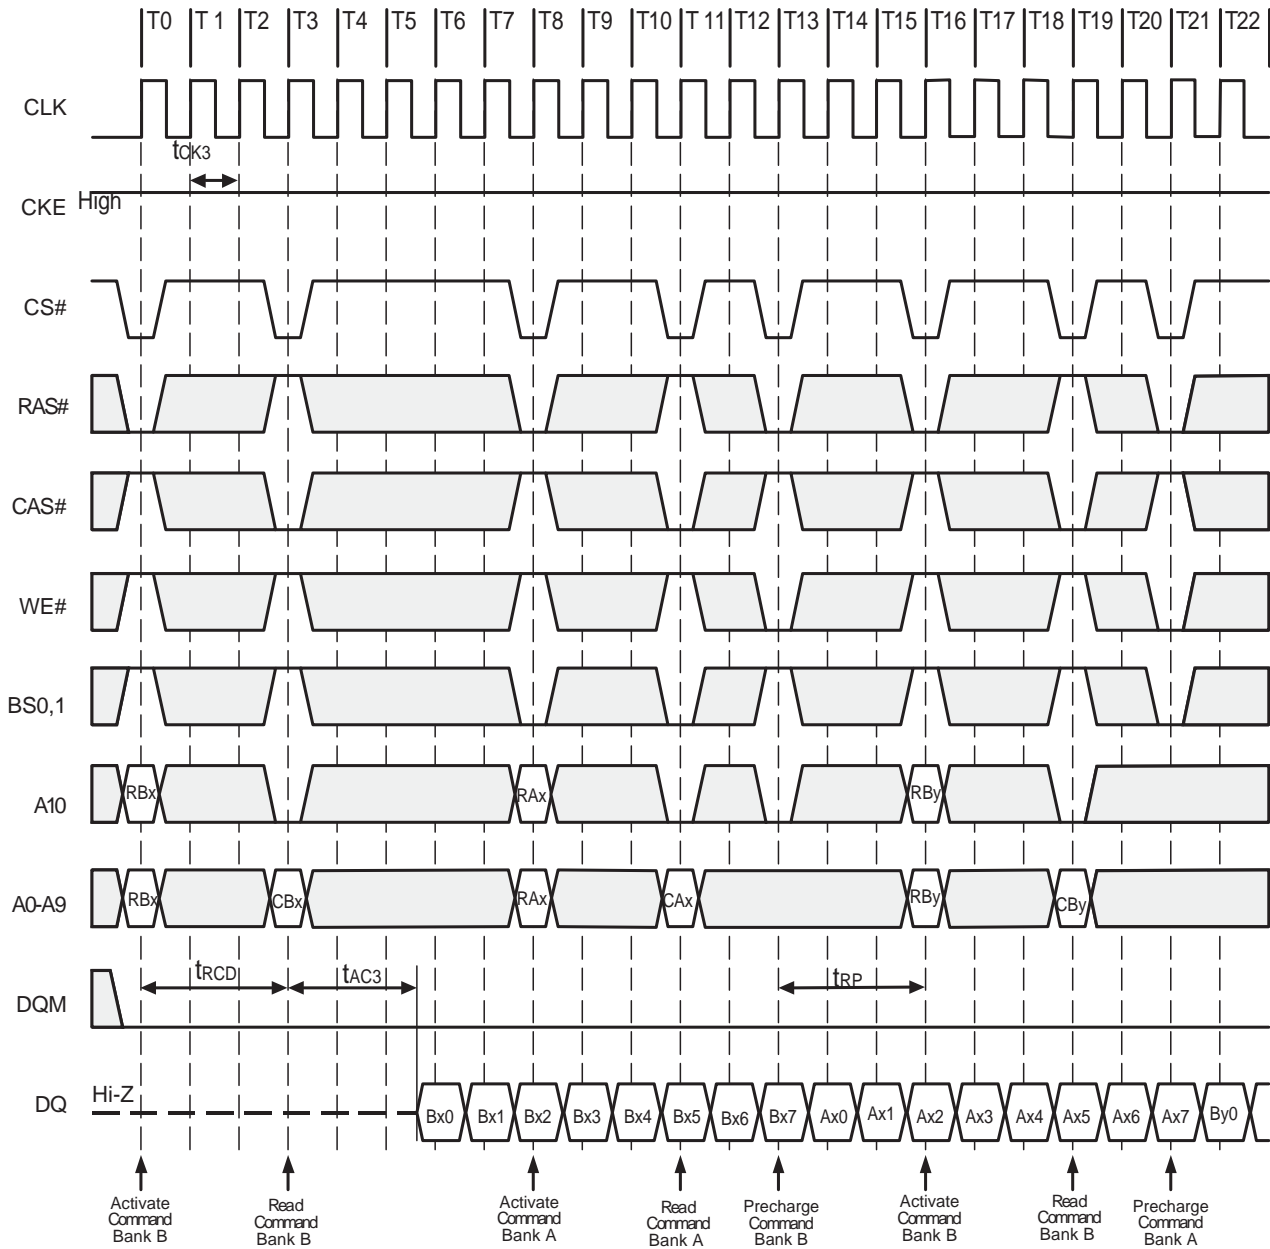 T0 T 1 T2 T3 T4 T5 T6 T7 T8 T9 T10 T 11 T12 T13 T14 T15 T16 T17 T18 T19 T20 T21 T22
CLK
tCK3
CKE High
CS#
RAS#
CAS#
WE#
BS0,1
A10 RBx RAx RBy
A0-A9 RBx CBx RAx CAx RBy CBy
tRCD tAC3 tRP
DQM
Hi-Z
DQ Bx0 Bx1 Bx2 Bx3 Bx4 Bx5 Bx6 Bx7 Ax0 Ax1 Ax2 Ax3 Ax4 Ax5 Ax6 Ax7 By0
Activate
Command
Bank B
Read
Command
Bank B
Activate
Command
Bank A
Read
Command
Bank A
Precharge
Command
Bank B
Activate
Command
Bank B
Read
Command
Bank B
Precharge
Command
Bank A